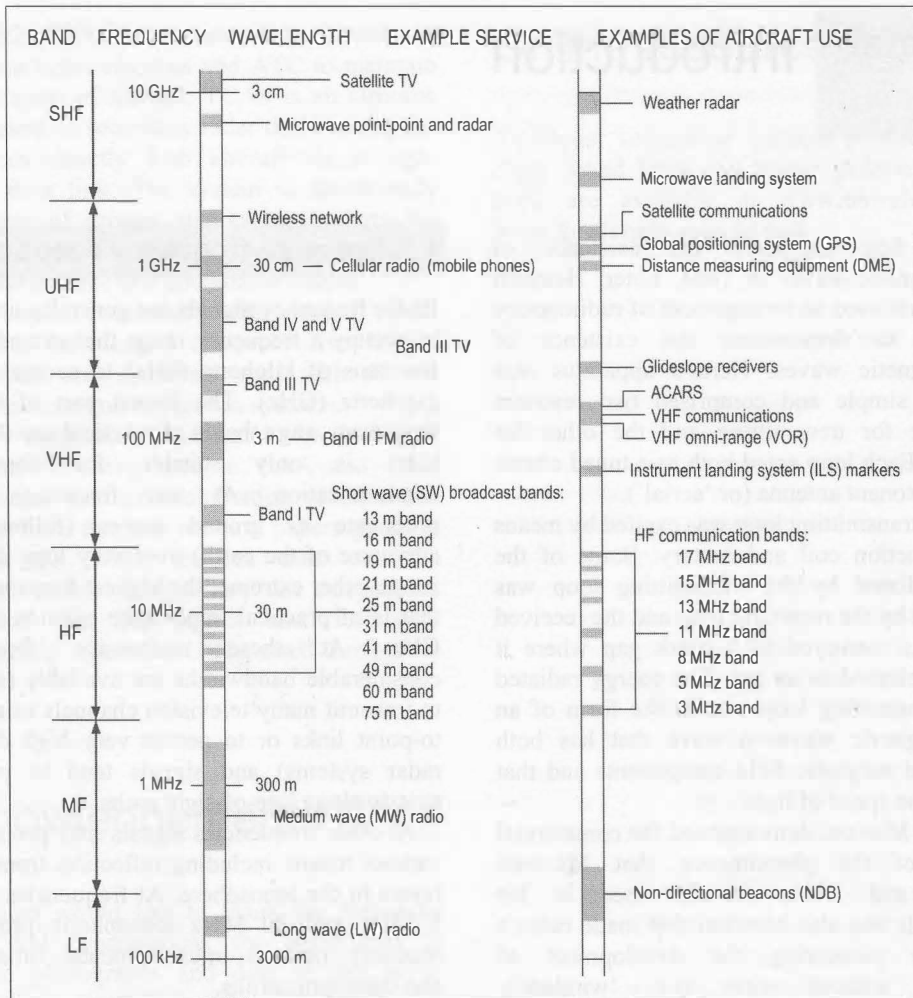 BAND FREQUENCY WAVELENGTH EXAMPLE SERVICE EXAMPLES OF AIRCRAFT USE
SHF
UHF
VHF
HF
MF
LF
10 GHz
1 GHz
100 MHz
10 MHz
1 MHz
100 kHz
3 cm
30 cm
3 m
30 m
300 m
3000 m
Satellite TV
Microwave point-point and radar
Wireless network
Cellular radio (mobile phones)
Band IV and V TV
Band III TV
Band III TV
Band II FM radio
Short wave (SW) broadcast bands:
Band I TV
13 m band
16 m band
19 m band
21 m band
25 m band
31 m band
41 m band
49 m band
60 m band
75 m band
Medium wave (MW) radio
Long wave (LW) radio
Weather radar
Microwave landing system
Satellite communications
Global positioning system (GPS)
Distance measuring equipment (DME)
Glideslope receivers
ACARS
VHF communications
VHF omni-range (VOR)
Instrument landing system (ILS) markers
HF communication bands:
17 MHz band
15 MHz band
13 MHz band
11 MHz band
8 MHz band
5 MHz band
3 MHz band
Non-directional beacons (NDB)